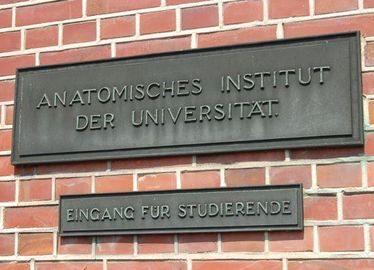 ANATOMISCHES INSTITUT
DER UNIVERSITÄT.
EINGANG FÜR STUDIERENDE